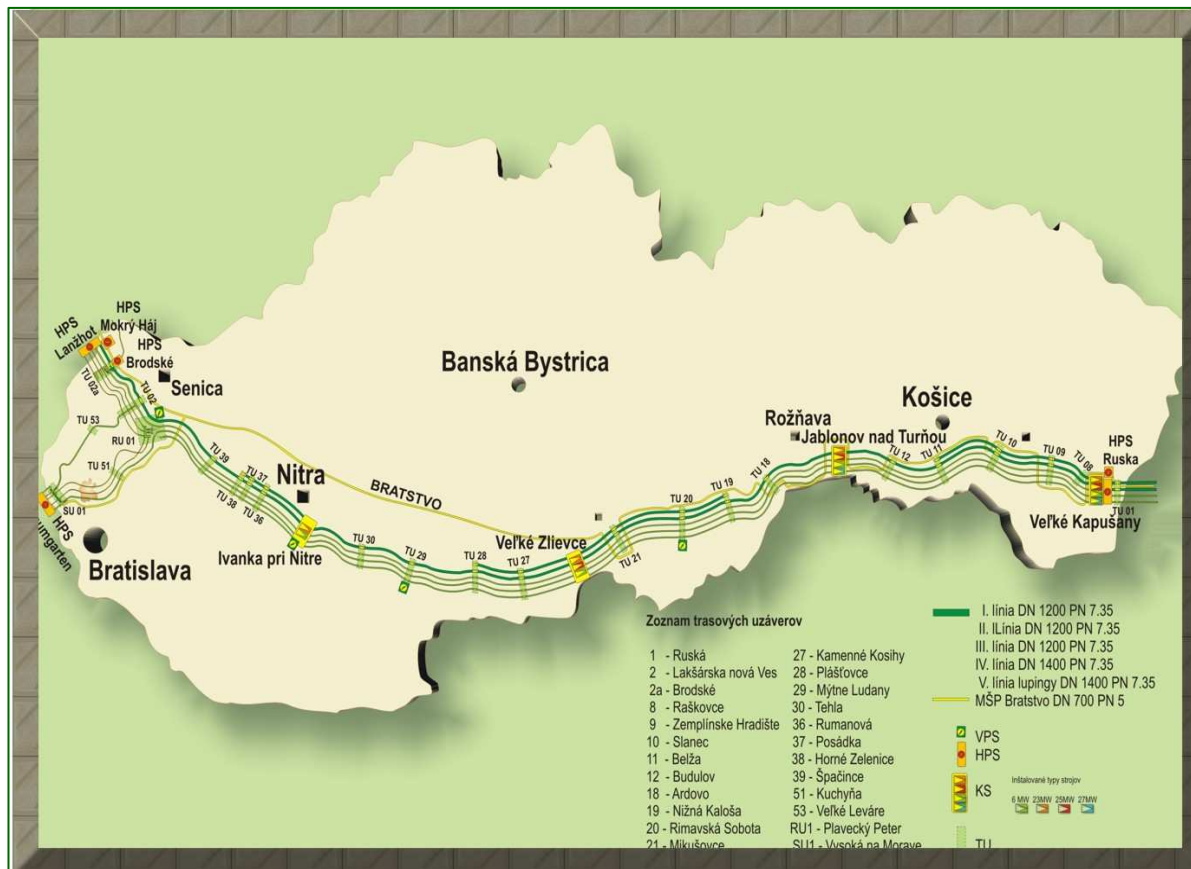 HPS
Mokrý Háj
HPS
Lanžhot
HPS
Brodské
TU 02a
TU 02
Senica
TU 53
RU 01
TU 51
SU 01
HPS
umgarten
Bratislava
TU 39
TU 37
TU 38
TU 36
Nitra
Ivanka pri Nitre
BRATSTVO
Banská Bystrica
TU 30
TU 29
TU 28
TU 27
Veľké Zlievce
TU 21
TU 20
TU 19
TU 18
Rožňava
Jablonov nad Turňou
Košice
TU 12
TU 11
TU 10
TU 09
TU 08
HPS
Ruska
TU 01
Veľké Kapušany
Zoznam trasových uzáverov
1 - Ruská
2 - Lakšárska nová Ves
2a - Brodské
8 - Raškovce
9 - Zemplínske Hradište
10 - Slanec
11 - Belža
12 - Budulov
18 - Ardovo
19 - Nižná Kaloša
20 - Rimavská Sobota
21 - Mikušovce
27 - Kamenné Kosihy
28 - Plášťovce
29 - Mýtne Ludany
30 - Tehla
36 - Rumanová
37 - Posádka
38 - Horné Zelenice
39 - Špačince
51 - Kuchyňa
53 - Veľké Leváre
RU1 - Plavecký Peter
SU1 - Vysoká na Morave
I. línia DN 1200 PN 7.35
II. lLínia DN 1200 PN 7.35
III. línia DN 1200 PN 7.35
IV. línia DN 1400 PN 7.35
V. línia lupingy DN 1400 PN 7.35
MŠP Bratstvo DN 700 PN 5
VPS
HPS
KS
Inštalované typy strojov
6 MW 23MW 25MW 27MW
TU